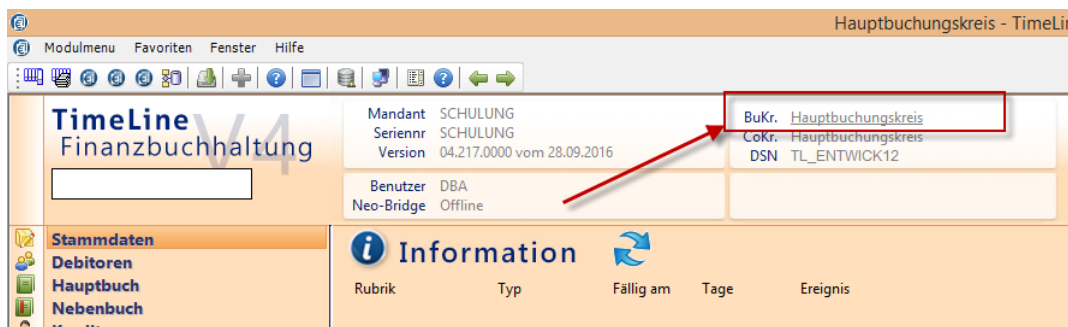 Hauptbuchungskreis - TimeLi
Modulmenu Favoriten Fenster Hilfe
TimeLine
Finanzbuchhaltung
V4
Mandant SCHULUNG
Seriennr SCHULUNG
Version 04.217.0000 vom 28.09.2016
BuKr. Hauptbuchungskreis
CoKr. Hauptbuchungskreis
DSN TL_ENTWICK12
Benutzer DBA
Neo-Bridge Offline
Stammdaten
Debitoren
Hauptbuch
Nebenbuch
Information
Rubrik Typ Fällig am Tage Ereignis